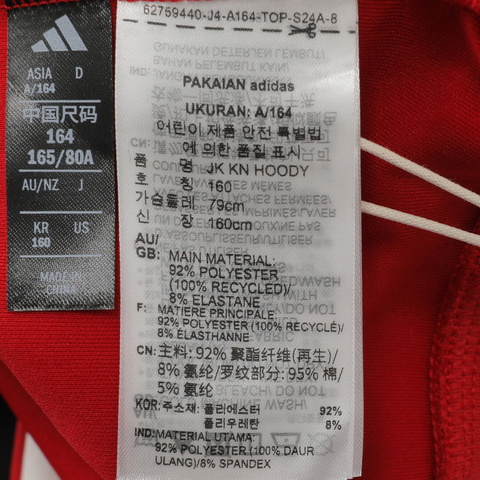 adidas
ASIA D
A/164
中国尺码
164
165/80A
AU/NZ J
KR US
160
MADE IN
CHINA
62759440-J4-A164-TOP-S24A-8
PAKAIAN adidas
UKURAN: A/164
어린이 제품 안전 특별법
에 의한 품질 표시
품 명 JK KN HOODY
호 칭 160
가슴둘레 79cm
신 장 160cm
AU/
GB: MAIN MATERIAL:
92% POLYESTER
(100% RECYCLED)/
8% ELASTANE
F: MATIERE PRINCIPALE,
92% POLYESTER (100% RECYCLÉ)/
8% ÉLASTHANNE
CN: 主料: 92% 聚酯纤维(再生)/
8% 氨纶/罗纹部分: 95% 棉/
5% 氨纶
KOR: 주소재: 폴리에스터 92%
폴리우레탄 8%
IND: MATERIAL UTAMA:
92% POLYESTER (100% DAUR
ULANG)/8% SPANDEX